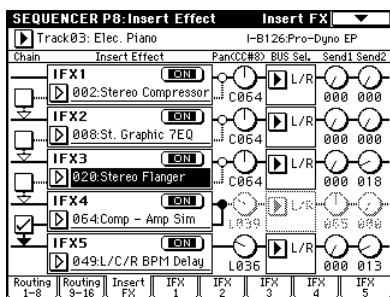 SEQUENCER P8:Insert Effect Insert FX
Track03: Elec. Piano I-B126:Pro-Dyno EP
Chain Insert Effect Pan(CC#8) BUS Sel. Send1 Send2
IFX1 ON
002:Stereo Compressor C064 L/R 000 000
IFX2 ON
008:St. Graphic 7EQ C064 L/R 000 000
IFX3 ON
020:Stereo Flanger C064 L/R 000 018
IFX4 ON
064:Comp - Amp Sim L039 L/R
IFX5 ON
049:L/C/R BPM Delay L036 L/R 000 013
Routing 1-8 Routing 9-16 Insert FX IFX 1 IFX 2 IFX 3 IFX 4 IFX 5